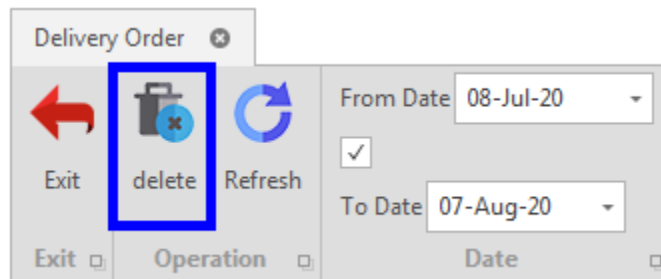 Delivery Order
From Date 08-Jul-20
Exit delete Refresh
To Date 07-Aug-20
Exit Operation Date